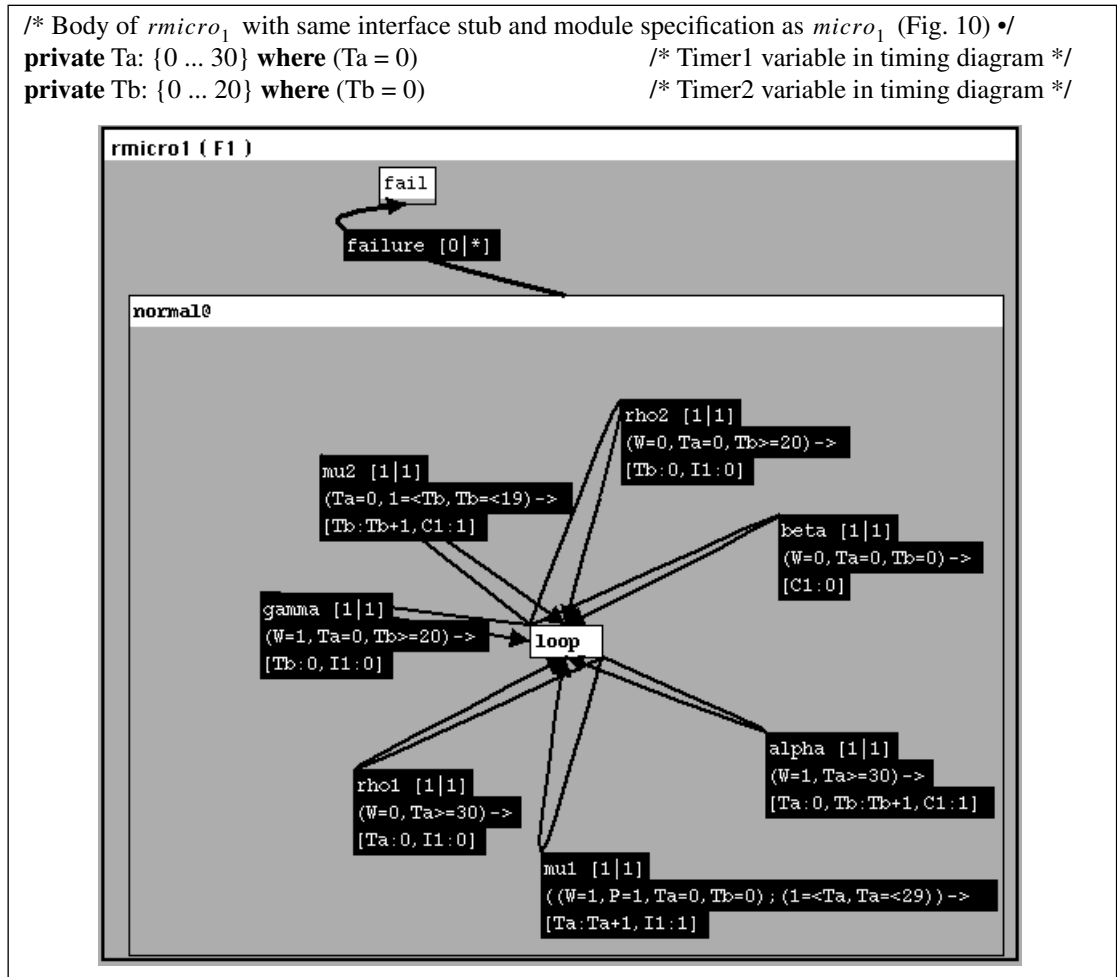 /* Body of rmicro1 with same interface stub and module specification as micro1 (Fig. 10) •/
private Ta: {0 ... 30} where (Ta = 0) /* Timer1 variable in timing diagram */
private Tb: {0 ... 20} where (Tb = 0) /* Timer2 variable in timing diagram */
rmicro1 ( F1 )
fail
failure [0|*]
normal@
rho2 [1|1]
(W=0,Ta=0,Tb>=20)->
[Tb:0,I1:0]
mu2 [1|1]
(Ta=0,1=<Tb,Tb=<19)->
[Tb:Tb+1,C1:1]
beta [1|1]
(W=0,Ta=0,Tb=0)->
[C1:0]
gamma [1|1]
(W=1,Ta=0,Tb>=20)->
[Tb:0,I1:0]
loop
rho1 [1|1]
(W=0,Ta>=30)->
[Ta:0,I1:0]
alpha [1|1]
(W=1,Ta>=30)->
[Ta:0,Tb:Tb+1,C1:1]
mu1 [1|1]
((W=1,P=1,Ta=0,Tb=0);(1=<Ta,Ta=<29))->
[Ta:Ta+1,I1:1]